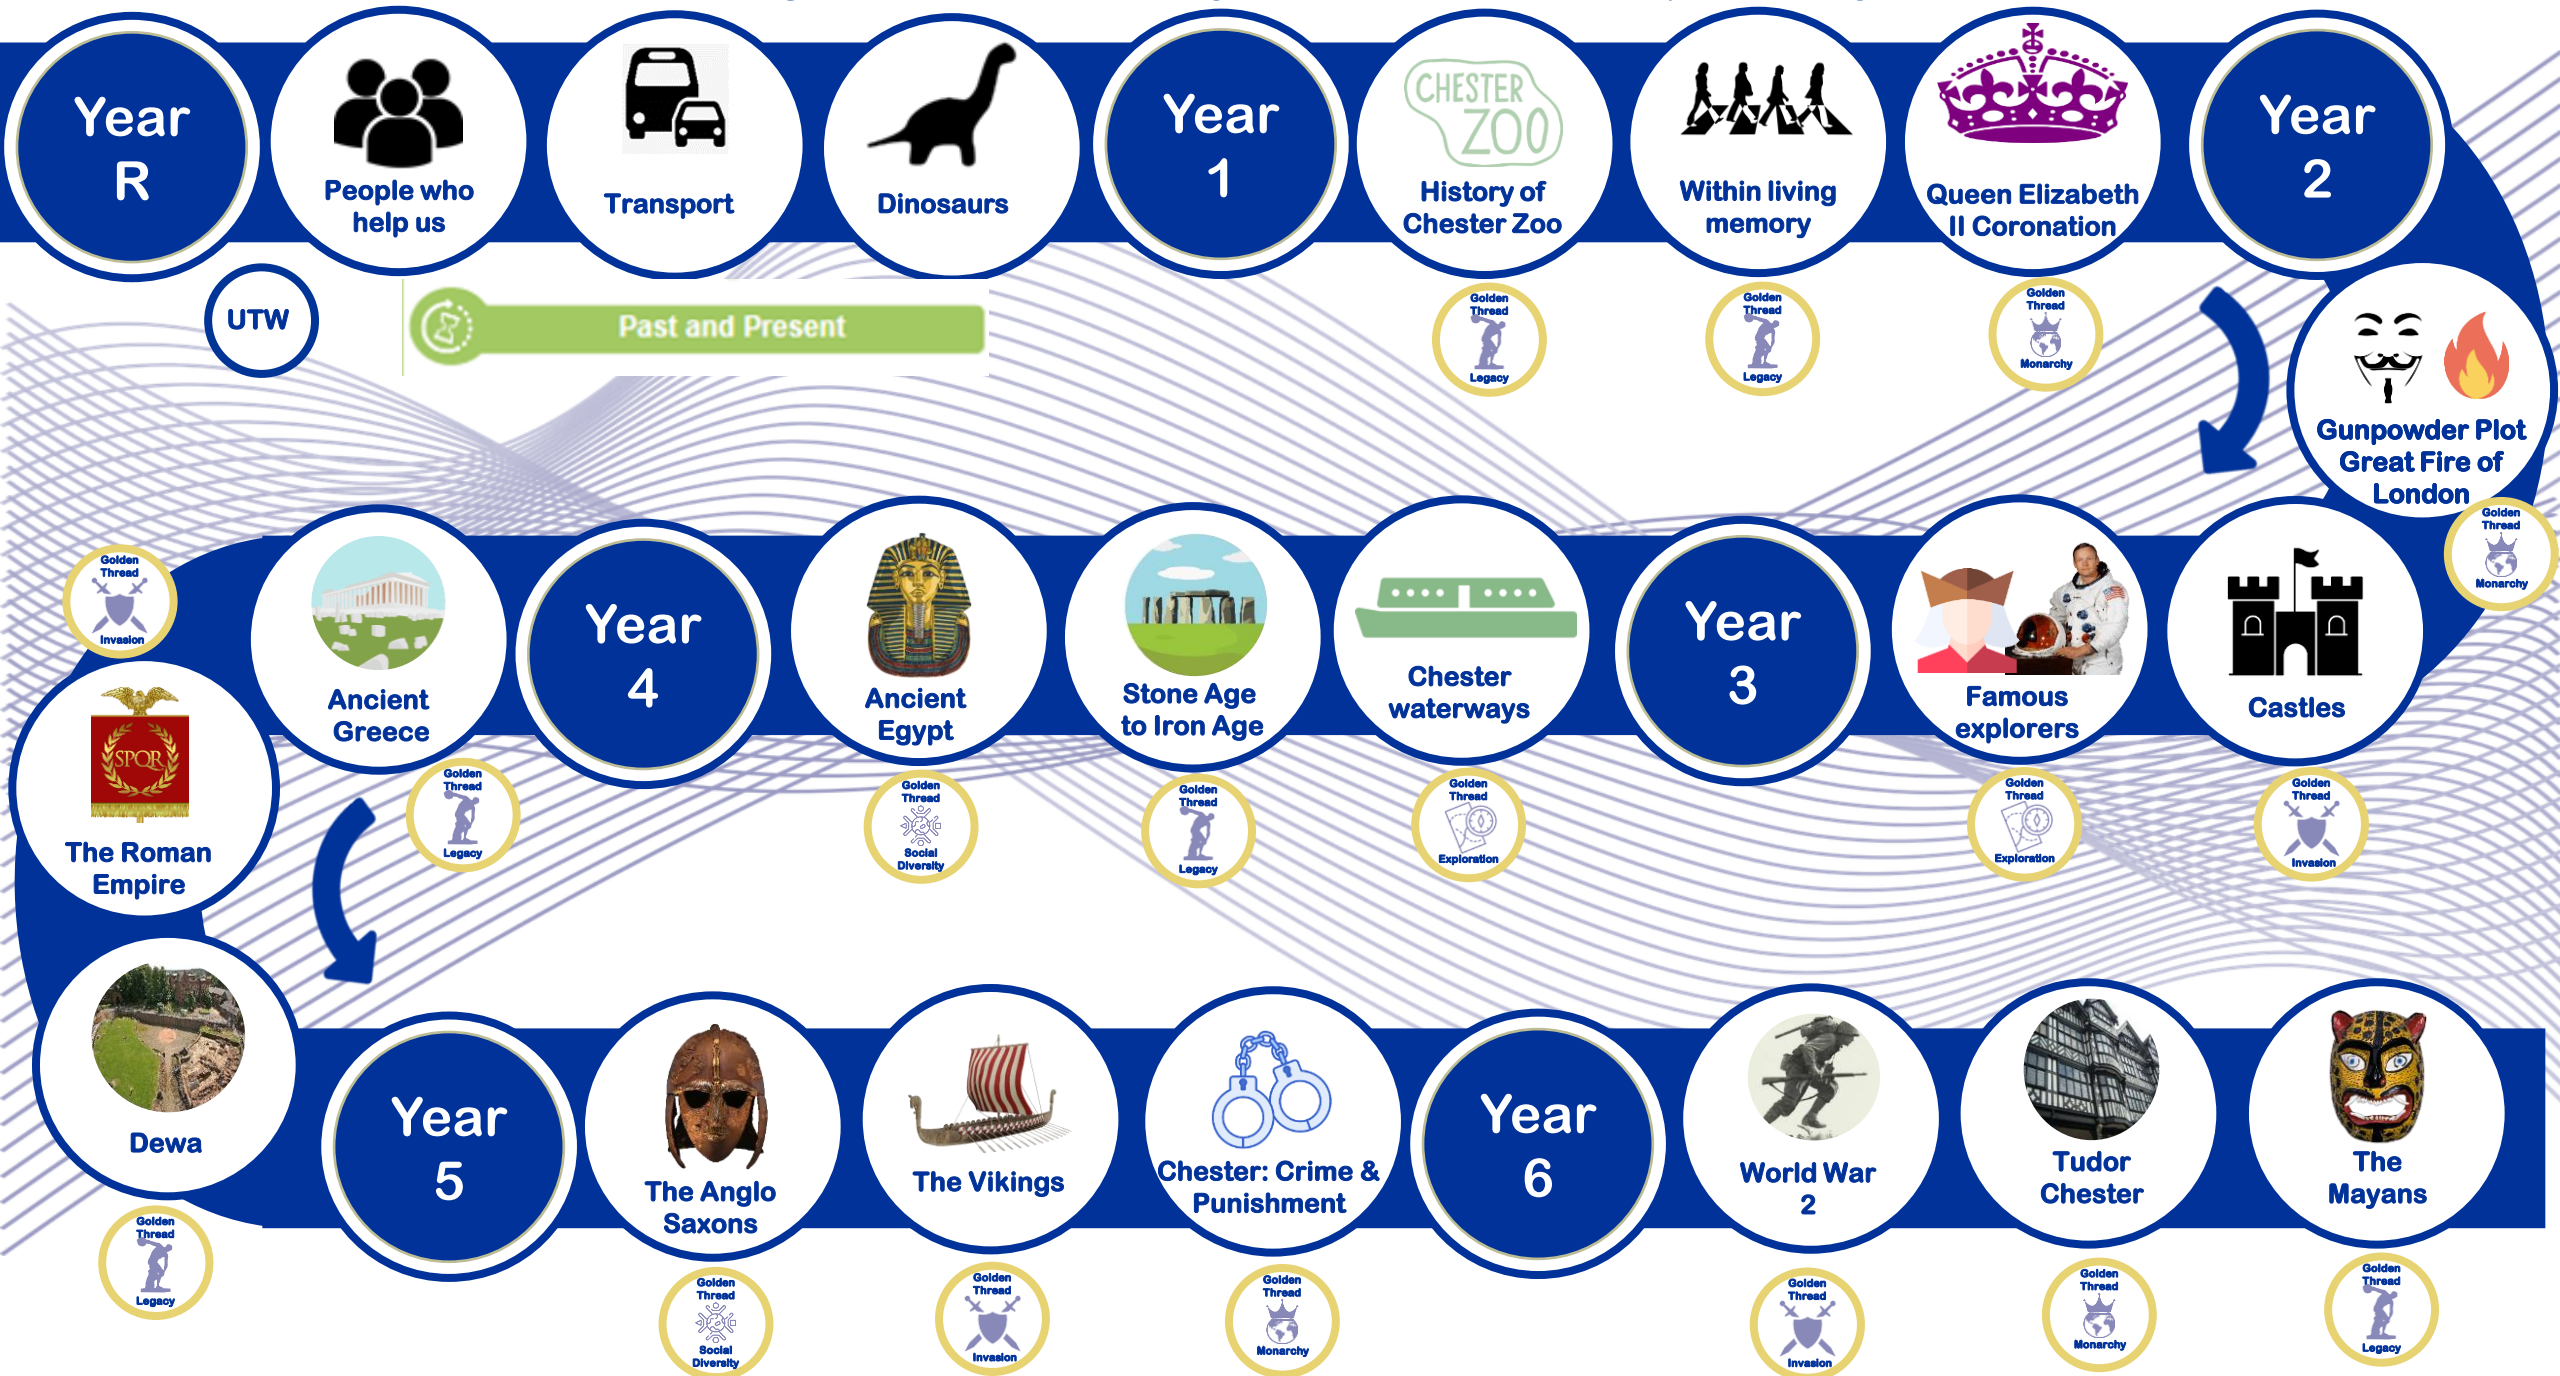 Year
R
People who
help us
Transport
Dinosaurs
Year
1
CHESTER
ZOO
History of
Chester Zoo
Within living
memory
Queen Elizabeth
II Coronation
Year
2
UTW
Past and Present
Golden
Thread
Legacy
Golden
Thread
Legacy
Golden
Thread
Monarchy
Gunpowder Plot
Great Fire of
London
Golden
Thread
Monarchy
Castles
Golden
Thread
Invasion
Famous
explorers
Golden
Thread
Exploration
Year
3
Chester
waterways
Golden
Thread
Exploration
Stone Age
to Iron Age
Golden
Thread
Legacy
Ancient
Egypt
Golden
Thread
Social
Diversity
Year
4
Ancient
Greece
Golden
Thread
Legacy
Golden
Thread
Invasion
SPQR
The Roman
Empire
Dewa
Golden
Thread
Legacy
Year
5
The Anglo
Saxons
Golden
Thread
Social
Diversity
The Vikings
Golden
Thread
Invasion
Chester: Crime &
Punishment
Golden
Thread
Monarchy
Year
6
World War
2
Golden
Thread
Invasion
Tudor
Chester
Golden
Thread
Monarchy
The
Mayans
Golden
Thread
Legacy